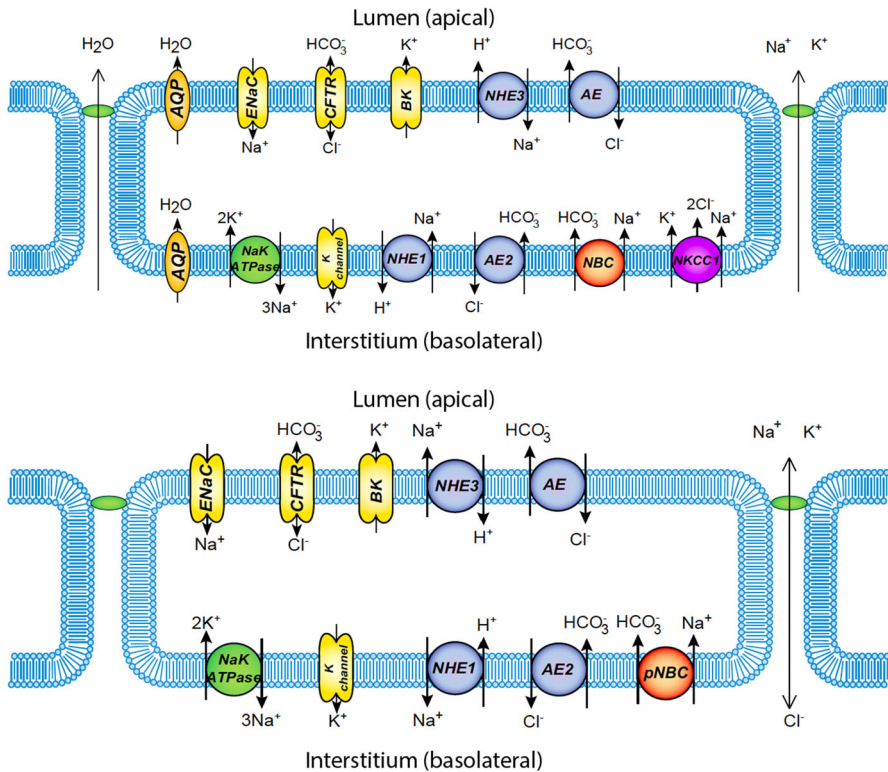 Lumen (apical)
H₂O H₂O HCO₃⁻ K⁺ H⁺ HCO₃⁻ Na⁺ K⁺
AQP ENaC CFTR BK NHE3 AE
Na⁺ Cl⁻ Na⁺ Cl⁻
H₂O 2K⁺ Na⁺ HCO₃⁻ HCO₃⁻ Na⁺ K⁺ 2Cl⁻ Na⁺
AQP NaK ATPase K channel NHE1 AE2 NBC NKCC1
3Na⁺ K⁺ H⁺ Cl⁻
Interstitium (basolateral)
Lumen (apical)
HCO₃⁻ K⁺ Na⁺ HCO₃⁻ Na⁺ K⁺
ENaC CFTR BK NHE3 AE
Na⁺ Cl⁻ H⁺ Cl⁻
2K⁺ H⁺ HCO₃⁻ HCO₃⁻ Na⁺
NaK ATPase K channel NHE1 AE2 pNBC
3Na⁺ K⁺ Na⁺ Cl⁻ Cl⁻
Interstitium (basolateral)